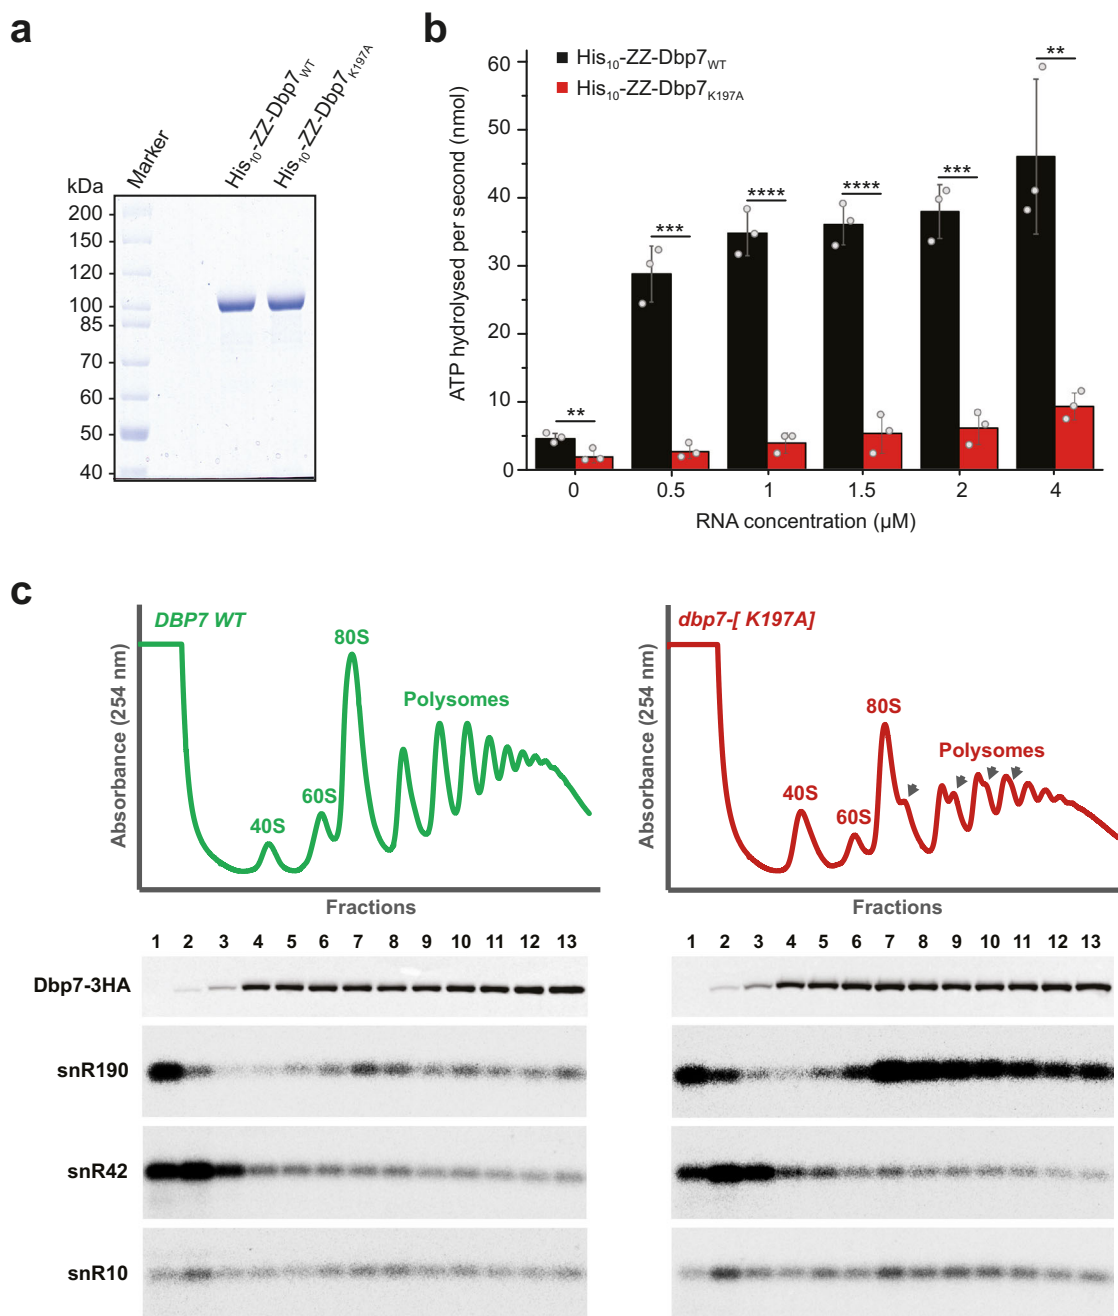 a
kDa
Marker
His₁₀-ZZ-Dbp7WT
His₁₀-ZZ-Dbp7K197A
200
150
120
100
85
70
60
50
40
b
His₁₀-ZZ-Dbp7WT
His₁₀-ZZ-Dbp7K197A
ATP hydrolysed per second (nmol)
60
50
40
30
20
10
0
**
***
****
****
***
**
0 0.5 1 1.5 2 4
RNA concentration (µM)
c
DBP7 WT
Absorbance (254 nm)
40S
60S
80S
Polysomes
Fractions
dbp7-[ K197A]
Absorbance (254 nm)
40S
60S
80S
Polysomes
Fractions
1 2 3 4 5 6 7 8 9 10 11 12 13
1 2 3 4 5 6 7 8 9 10 11 12 13
Dbp7-3HA
snR190
snR42
snR10